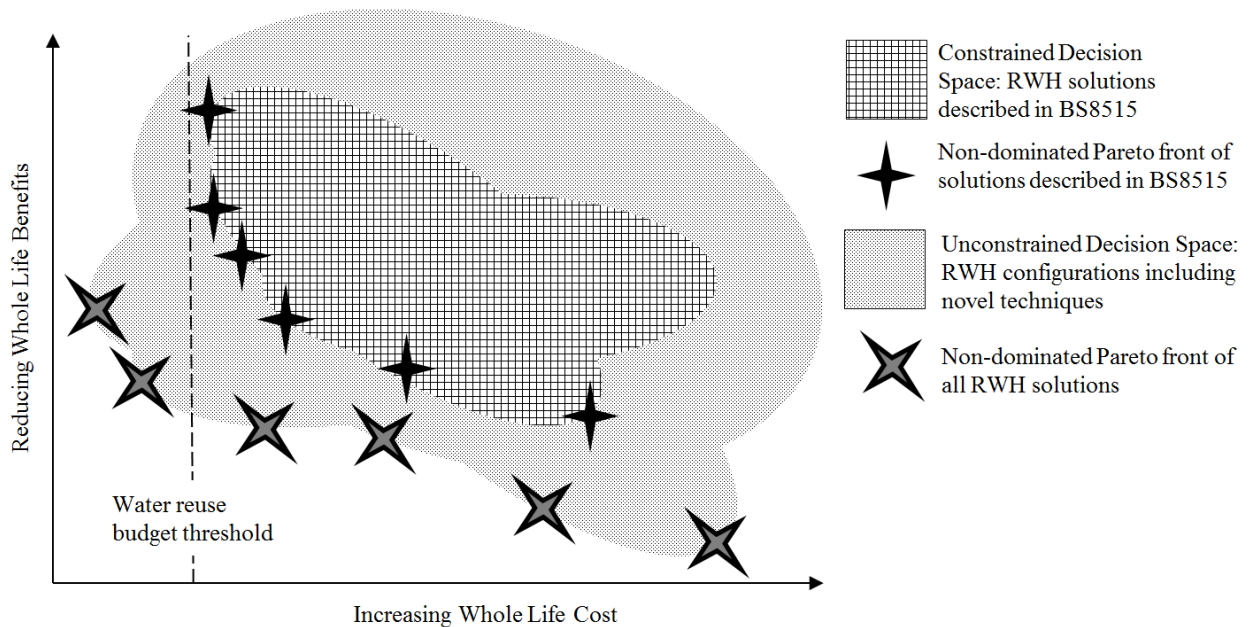 Reducing Whole Life Benefits
Water reuse
budget threshold
Increasing Whole Life Cost
Constrained Decision
Space: RWH solutions
described in BS8515
Non-dominated Pareto front of
solutions described in BS8515
Unconstrained Decision Space:
RWH configurations including
novel techniques
Non-dominated Pareto front of
all RWH solutions